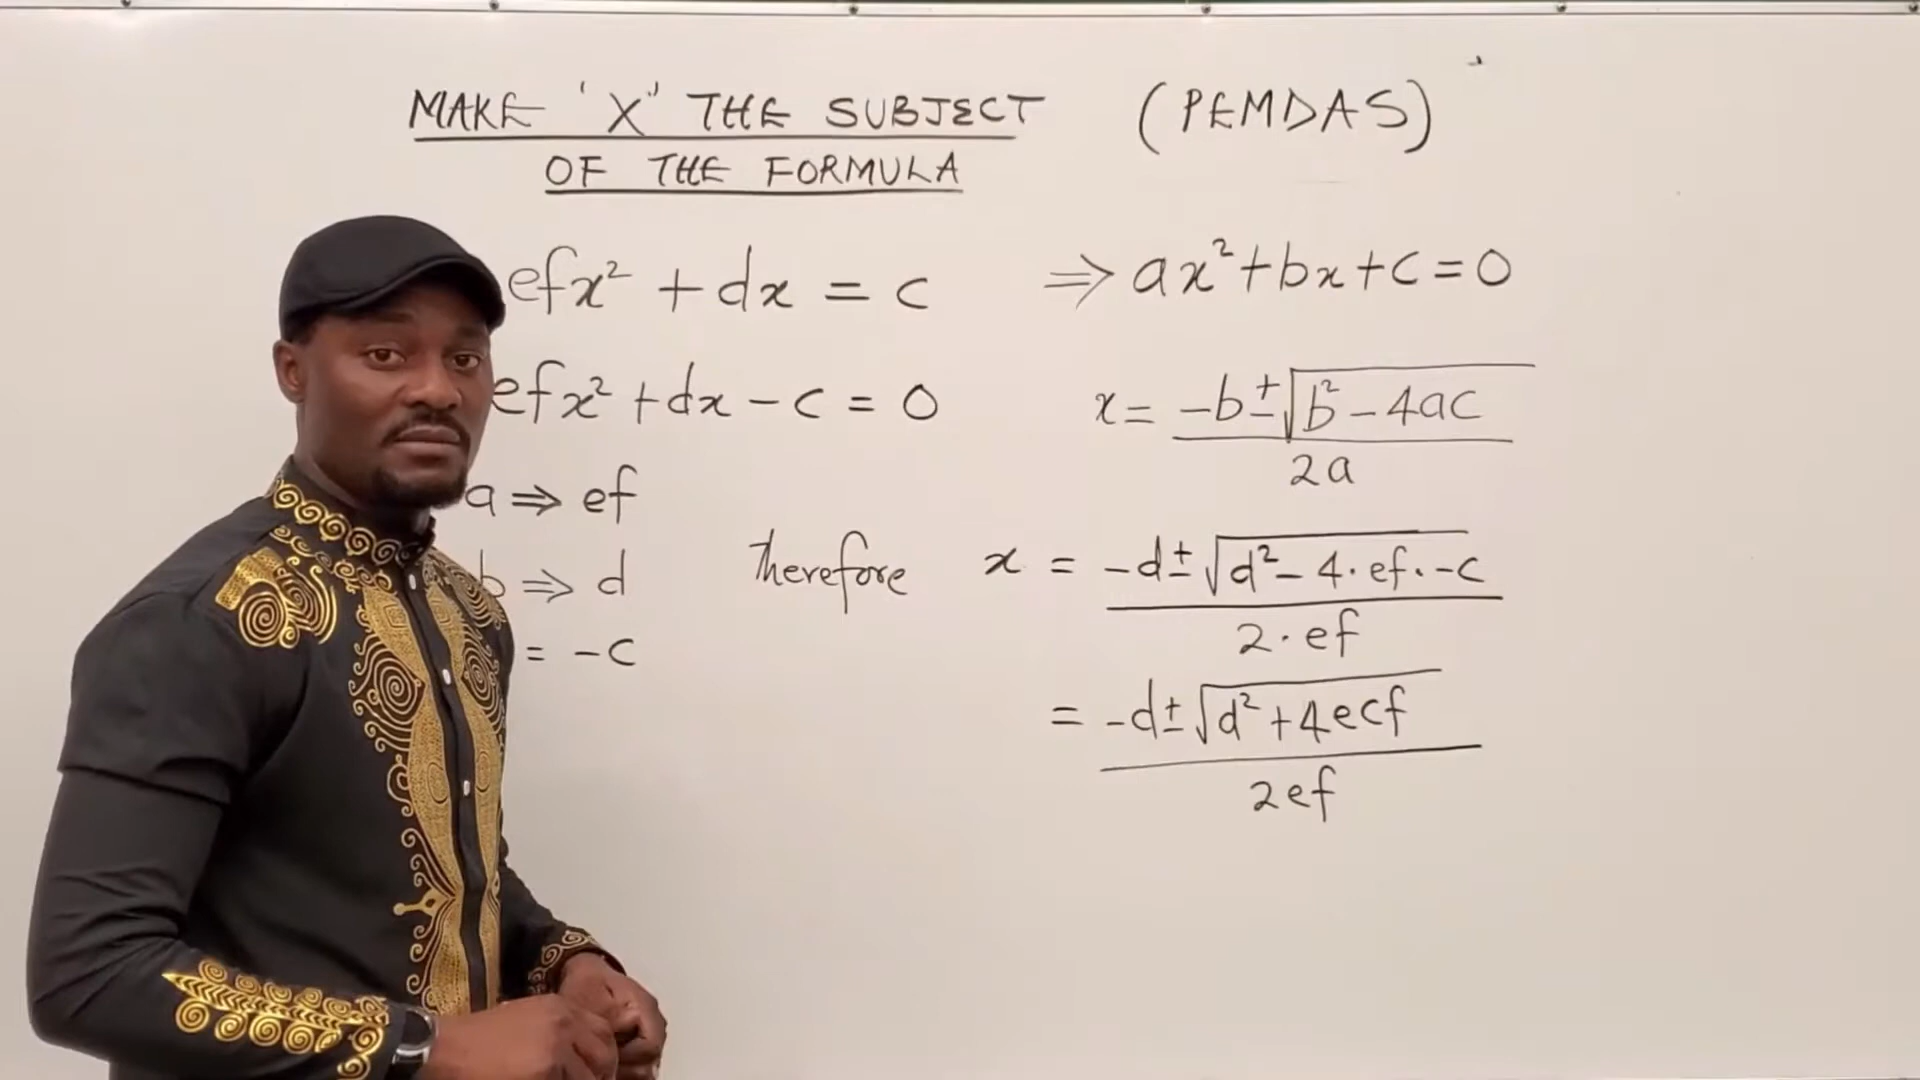 MAKE 'X' THE SUBJECT (PEMDAS)
OF THE FORMULA
efx² + dx = c
efx² + dx - c = 0
a ⇒ ef
b ⇒ d
= -c
⇒ ax² + bx + c = 0
x = -b ± √b² - 4ac
2a
therefore x = -d ± √d² - 4 · ef · -c
2 · ef
= -d ± √d² + 4ecf
2ef